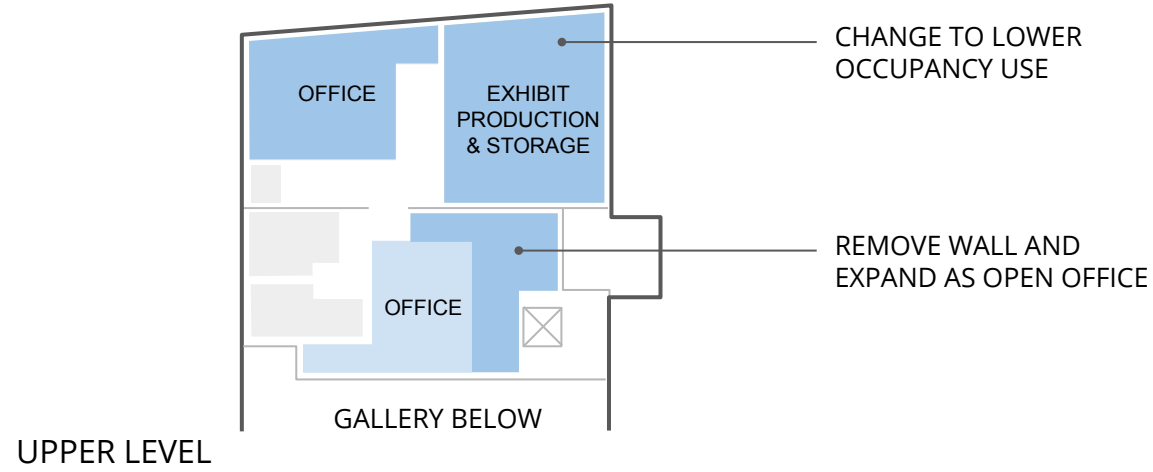 CHANGE TO LOWER
OCCUPANCY USE
OFFICE
EXHIBIT
PRODUCTION
& STORAGE
REMOVE WALL AND
EXPAND AS OPEN OFFICE
OFFICE
GALLERY BELOW
UPPER LEVEL